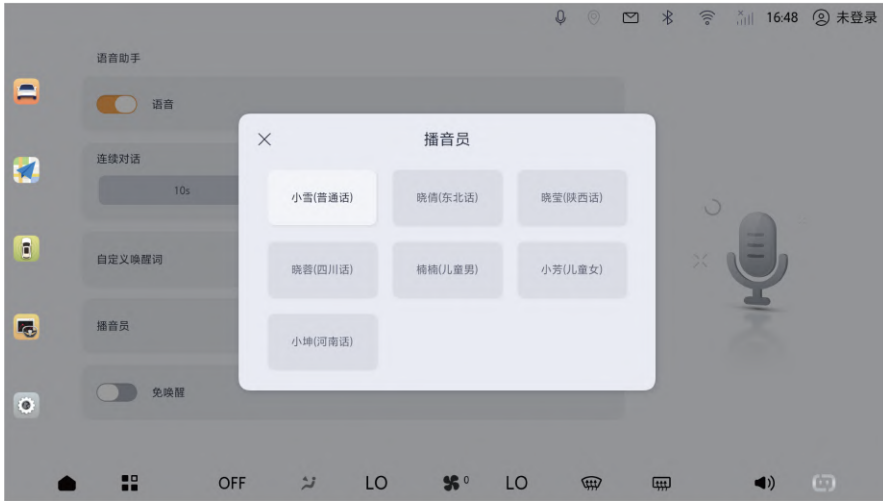 16:48 未登录
语音助手
语音
连续对话
10s
自定义唤醒词
播音员
免唤醒
播音员
小雪(普通话) 晓倩(东北话) 晓莹(陕西话)
晓蓉(四川话) 楠楠(儿童男) 小芳(儿童女)
小坤(河南话)
OFF LO 0 LO